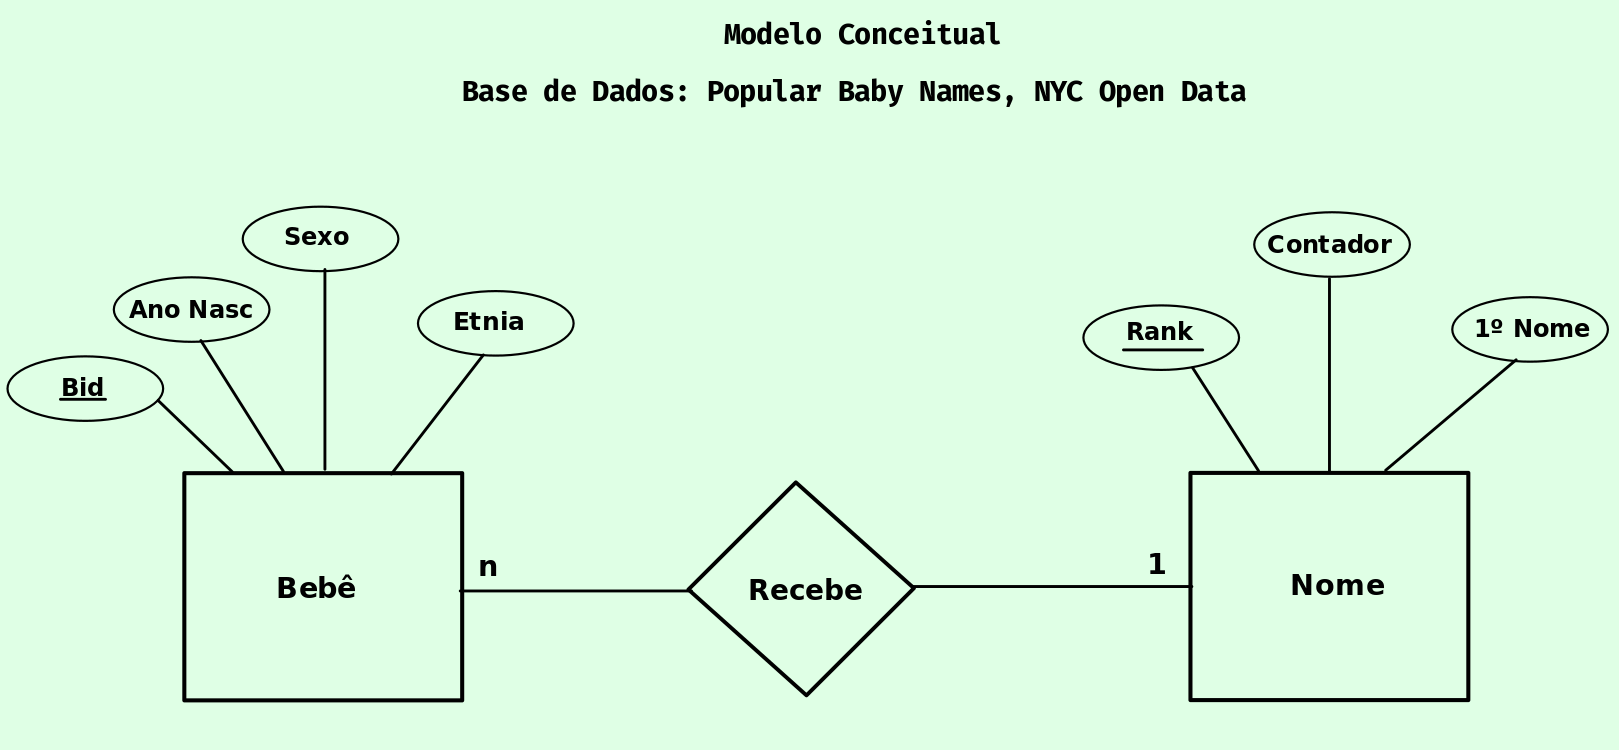 Modelo Conceitual
Base de Dados: Popular Baby Names, NYC Open Data
Sexo
Contador
Ano Nasc
Etnia
Rank
1º Nome
Bid
n
1
Bebê
Recebe
Nome